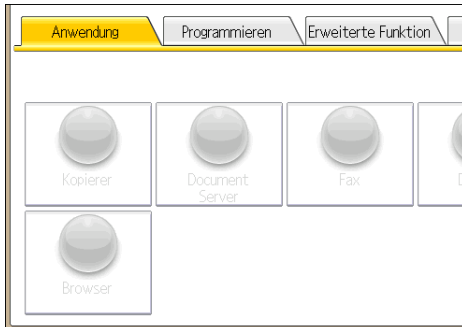 Anwendung
Programmieren
Erweiterte Funktion
Kopierer
Document
Server
Fax
Browser